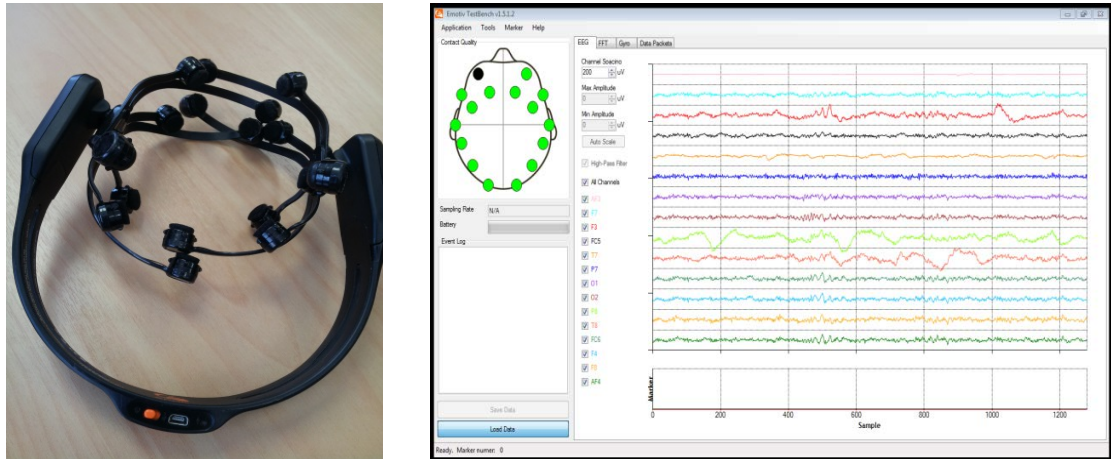 Emotiv TestBench v1.5.1.2
Application Tools Marker Help
Contact Quality
EEG FFT Gyro Data Packets
Channel Spacing
200 uV
Max Amplitude
0 uV
Min Amplitude
0 uV
Auto Scale
High-Pass Filter
All Channels
AF3
F7
F3
FC5
T7
P7
O1
O2
P8
T8
FC6
F4
F8
AF4
Sampling Rate N/A
Battery
Event Log
Save Data
Load Data
Marker
0 200 400 600 800 1000 1200
Sample
Ready. Marker numer: 0